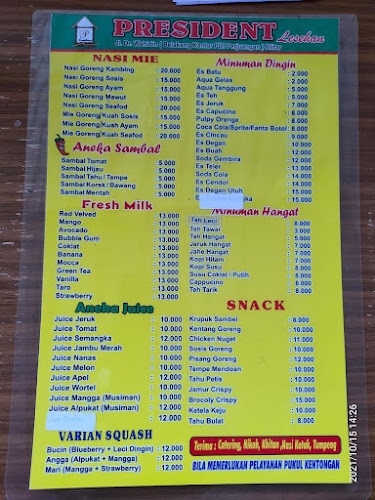 PRESIDENT Lesehan
Jl. Dr. Wahidin ( Belakang Kantor PDI Perjuangan ) Blitar
NASI MIE
Nasi Goreng Kambing : 20.000
Nasi Goreng Sosis : 15.000
Nasi Goreng Ayam : 15.000
Nasi Goreng Mawut : 15.000
Nasi Goreng Seafod : 20.000
Mie Goreng/Kuah Sosis : 15.000
Mie Goreng/Kuah Ayam : 15.000
Mie Goreng/Kuah Seafod : 20.000
Aneka Sambal
Sambal Tomat : 5.000
Sambal Hijau : 5.000
Sambal Tahu / Tempe : 5.000
Sambal Korek / Bawang : 5.000
Sambal Mentah : 5.000
Fresh Milk
Red Velved : 13.000
Mango : 13.000
Avocado : 13.000
Bubble Gum : 13.000
Coklat : 13.000
Banana : 13.000
Mocca : 13.000
Green Tea : 13.000
Vanilla : 13.000
Taro : 13.000
Strawberry : 13.000
Aneka Juice
Juice Jeruk : 10.000
Juice Tomat : 10.000
Juice Semangka : 12.000
Juice Jambu Merah : 10.000
Juice Nanas : 10.000
Juice Melon : 10.000
Juice Apel : 12.000
Juice Wortel : 10.000
Juice Mangga (Musiman) : 12.000
Juice Alpukat (Musiman) : 12.000
: 12.000
VARIAN SQUASH
Bucin (Blueberry + Leci Dingin) : 12.000
Angga (Alpukat + Mangga) : 12.000
Mari (Mangga + Strawberry) : 12.000
Minuman Dingin
Es Batu : 2.000
Aqua Gelas : 2.000
Aqua Tanggung : 5.000
Es Teh : 5.000
Es Jeruk : 7.000
Es Capucino : 6.000
Pulpy Orenge : 8.000
Coca Cola/Sprite/Fanta Botol : 8.000
Es Cincau : 9.000
Es Degan : 10.000
Es Buah : 12.000
Soda Gembira : 12.000
Es Teler : 13.000
Soda Cola : 14.000
Es Cendol
Es Degan Utuh : 15.000
Minuman Hangat
Teh Leci : 8.000
Teh Tawar : 3.000
Teh Hangat : 5.000
Jeruk Hangat : 7.000
Jahe Hangat
Kopi Hitam
Kopi Susu
Susu Coklat / Putih
Cappucino
Teh Tarik : 8.000
SNACK
Krupuk Sambel : 8.000
Kentang Goreng : 10.000
Chicken Nuget : 11.000
Sosis Goreng : 10.000
Pisang Goreng : 12.000
Tempe Mendoan : 10.000
Tahu Petis : 10.000
Jamur Crispy : 10.000
Brocoly Crispy : 15.000
Ketela Keju : 10.000
Tahu Bulat : 8.000
Terima : Catering, Nikah, Khitan ,Nasi Kotak, Tumpeng
BILA MEMERLUKAN PELAYANAN PUKUL KENTONGAN
2021/10/15 14:26